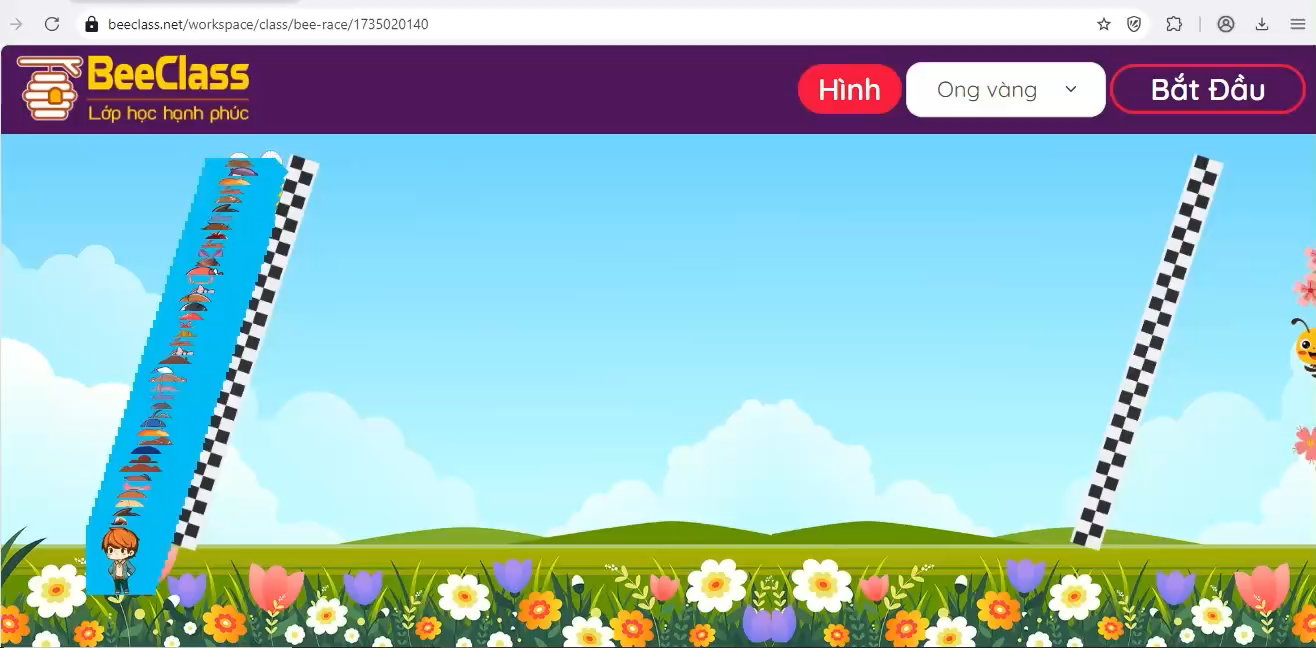 beeclass.net/workspace/class/bee-race/1735020140
BeeClass
Lớp học hạnh phúc
Hình
Ong vàng
Bắt Đầu